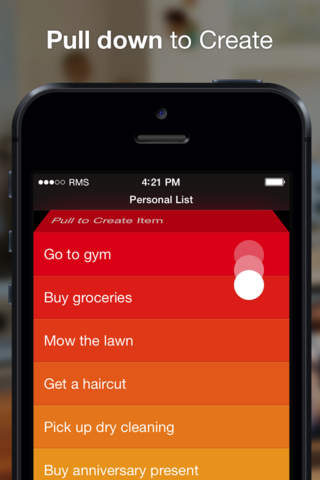 Pull down to Create
RMS 4:21 PM
Personal List
Pull to Create Item
Go to gym
Buy groceries
Mow the lawn
Get a haircut
Pick up dry cleaning
Buy anniversary present